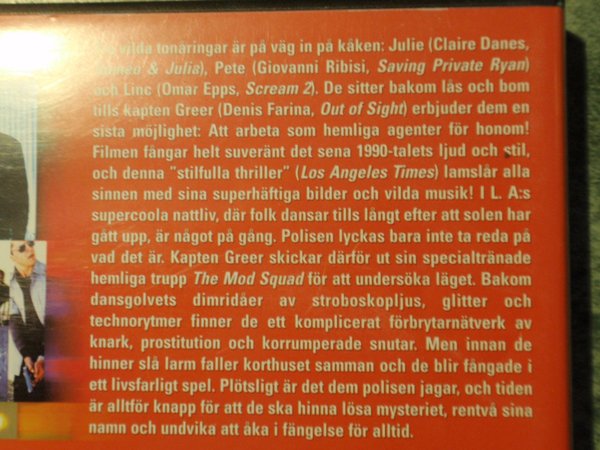 vilda tonåringar är på väg in på kåken: Julie (Claire Danes,
& Julia), Pete (Giovanni Ribisi, Saving Private Ryan)
och Linc (Omar Epps, Scream 2). De sitter bakom lås och bom
tills kapten Greer (Denis Farina, Out of Sight) erbjuder dem en
sista möjlighet: Att arbeta som hemliga agenter för honom!
Filmen fångar helt suveränt det sena 1990-talets ljud och stil,
och denna "stilfulla thriller" (Los Angeles Times) lamslår alla
sinnen med sina superhäftiga bilder och vilda musik! I L. A:s
supercoola nattliv, där folk dansar tills långt efter att solen har
gått upp, är något på gång. Polisen lyckas bara inte ta reda på
vad det är. Kapten Greer skickar därför ut sin specialtränade
hemliga trupp The Mod Squad för att undersöka läget. Bakom
dansgolvets dimridåer av stroboskopljus, glitter och
technorytmer finner de ett komplicerat förbrytarnätverk av
knark, prostitution och korrumperade snutar. Men innan de
hinner slå larm faller korthuset samman och de blir fångade i
ett livsfarligt spel. Plötsligt är det dem polisen jagar, och tiden
är alltför knapp för att de ska hinna lösa mysteriet, rentvå sina
namn och undvika att åka i fängelse för alltid.